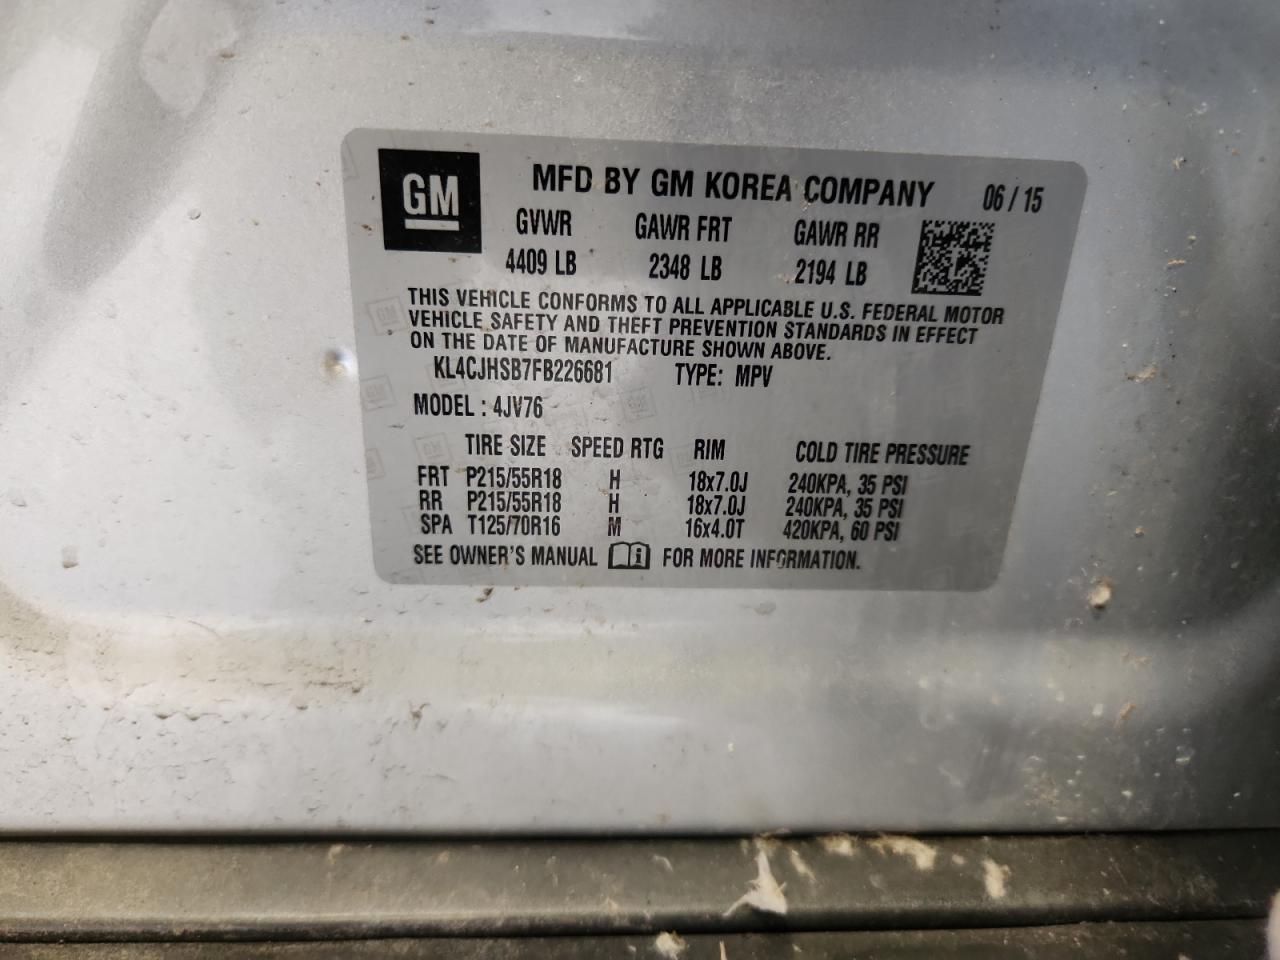 GM
MFD BY GM KOREA COMPANY 06 / 15
GVWR GAWR FRT GAWR RR
4409 LB 2348 LB 2194 LB
THIS VEHICLE CONFORMS TO ALL APPLICABLE U.S. FEDERAL MOTOR
VEHICLE SAFETY AND THEFT PREVENTION STANDARDS IN EFFECT
ON THE DATE OF MANUFACTURE SHOWN ABOVE.
KL4CJHSB7FB226681 TYPE: MPV
MODEL : 4JV76
TIRE SIZE SPEED RTG RIM COLD TIRE PRESSURE
FRT P215/55R18 H 18x7.0J 240KPA, 35 PSI
RR P215/55R18 H 18x7.0J 240KPA, 35 PSI
SPA T125/70R16 M 16x4.0T 420KPA, 60 PSI
SEE OWNER'S MANUAL i FOR MORE INFORMATION.